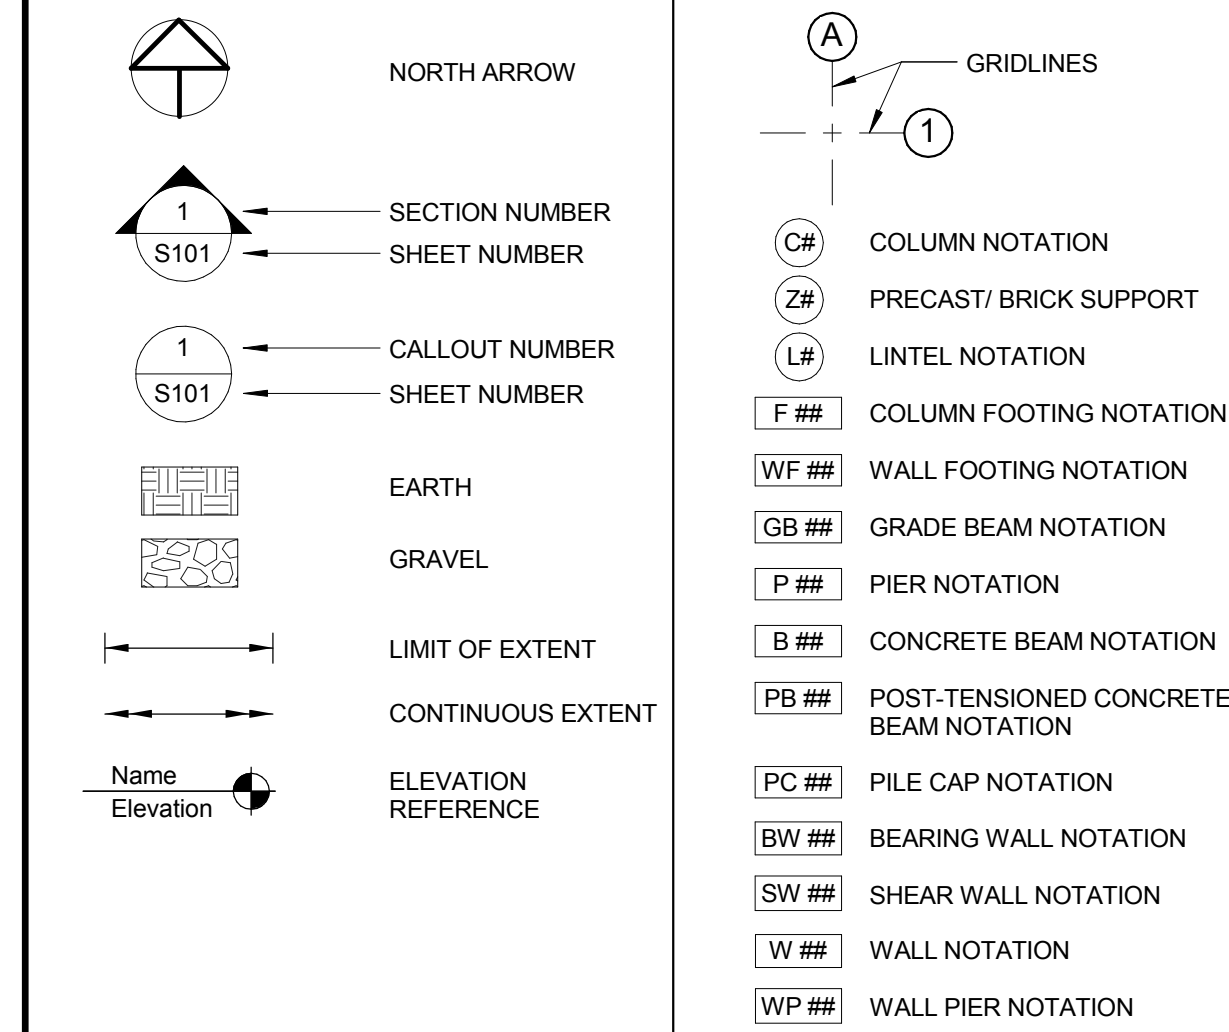 NORTH ARROW
1
SECTION NUMBER
S101
SHEET NUMBER
1
CALLOUT NUMBER
S101
SHEET NUMBER
EARTH
GRAVEL
LIMIT OF EXTENT
CONTINUOUS EXTENT
Name
Elevation
ELEVATION
REFERENCE
A
GRIDLINES
1
C# COLUMN NOTATION
Z# PRECAST/ BRICK SUPPORT
L# LINTEL NOTATION
F ## COLUMN FOOTING NOTATION
WF ## WALL FOOTING NOTATION
GB ## GRADE BEAM NOTATION
P ## PIER NOTATION
B ## CONCRETE BEAM NOTATION
PB ## POST-TENSIONED CONCRETE
BEAM NOTATION
PC ## PILE CAP NOTATION
BW ## BEARING WALL NOTATION
SW ## SHEAR WALL NOTATION
W ## WALL NOTATION
WP ## WALL PIER NOTATION